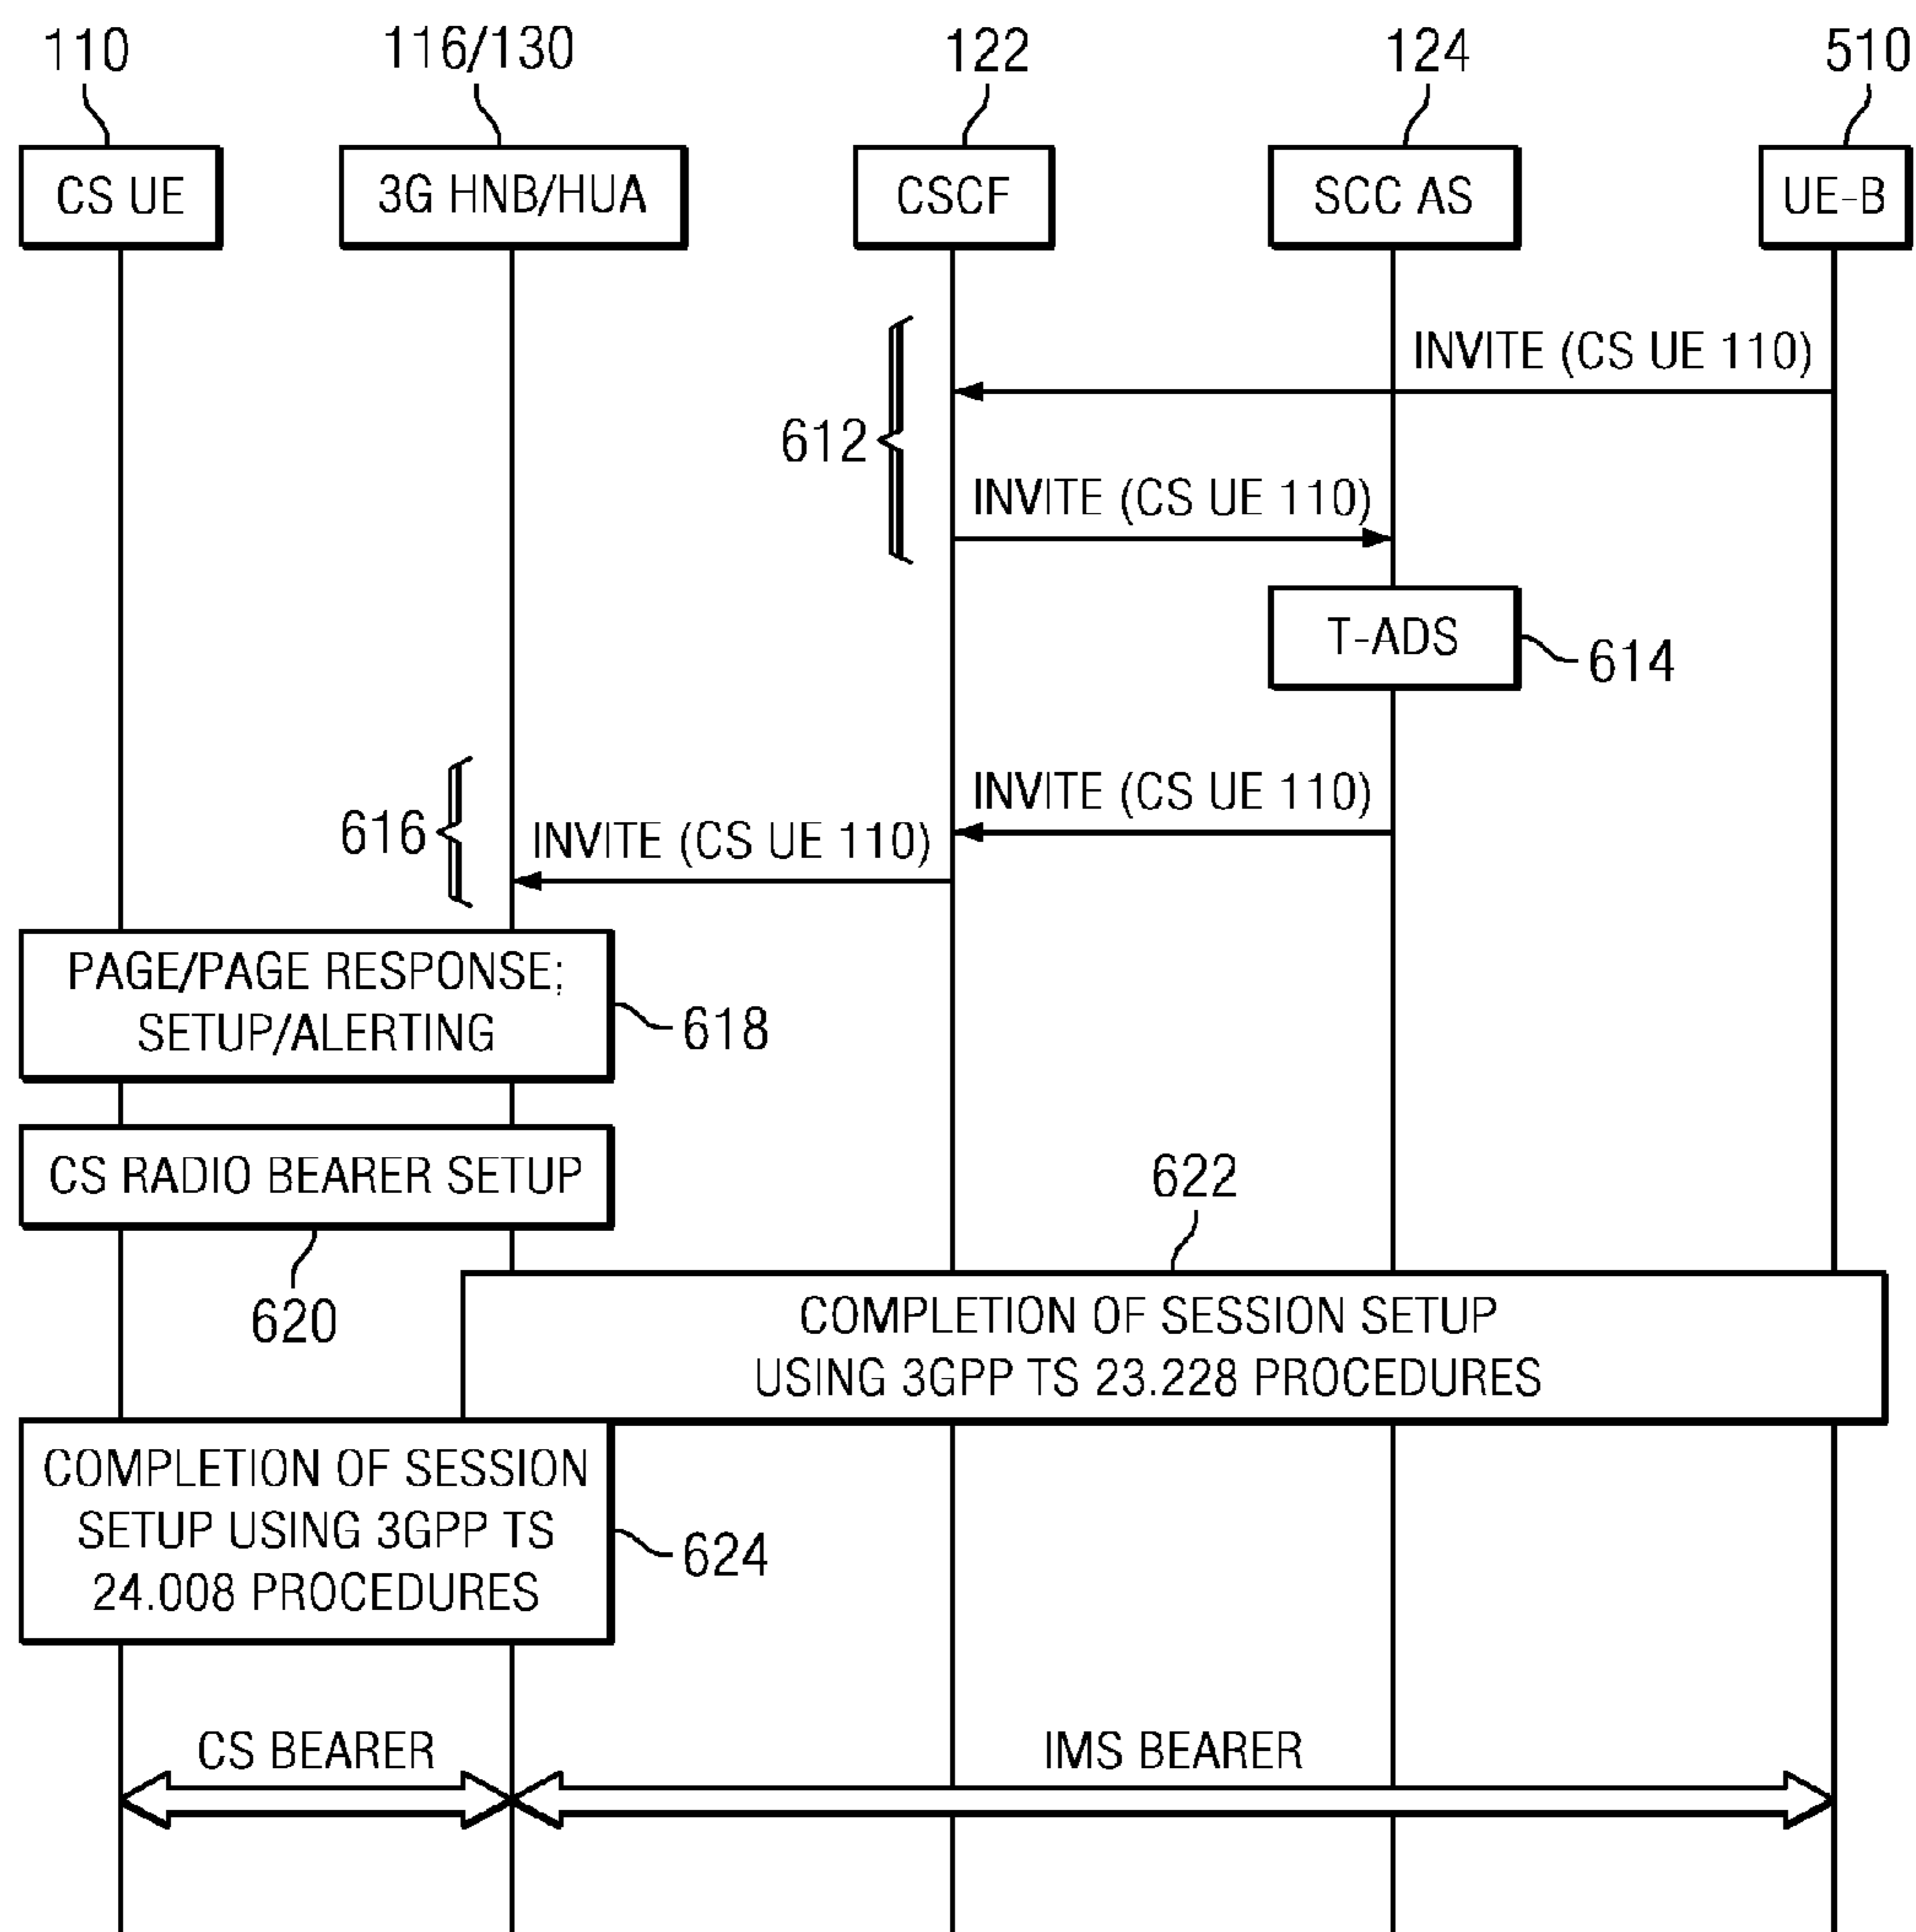 110
116/130
122
124
510
CS UE
3G HNB/HUA
CSCF
SCC AS
UE-B
INVITE (CS UE 110)
612
INVITE (CS UE 110)
T-ADS
614
INVITE (CS UE 110)
616
INVITE (CS UE 110)
PAGE/PAGE RESPONSE;
SETUP/ALERTING
618
CS RADIO BEARER SETUP
622
620
COMPLETION OF SESSION SETUP
USING 3GPP TS 23.228 PROCEDURES
COMPLETION OF SESSION
SETUP USING 3GPP TS
24.008 PROCEDURES
624
CS BEARER
IMS BEARER